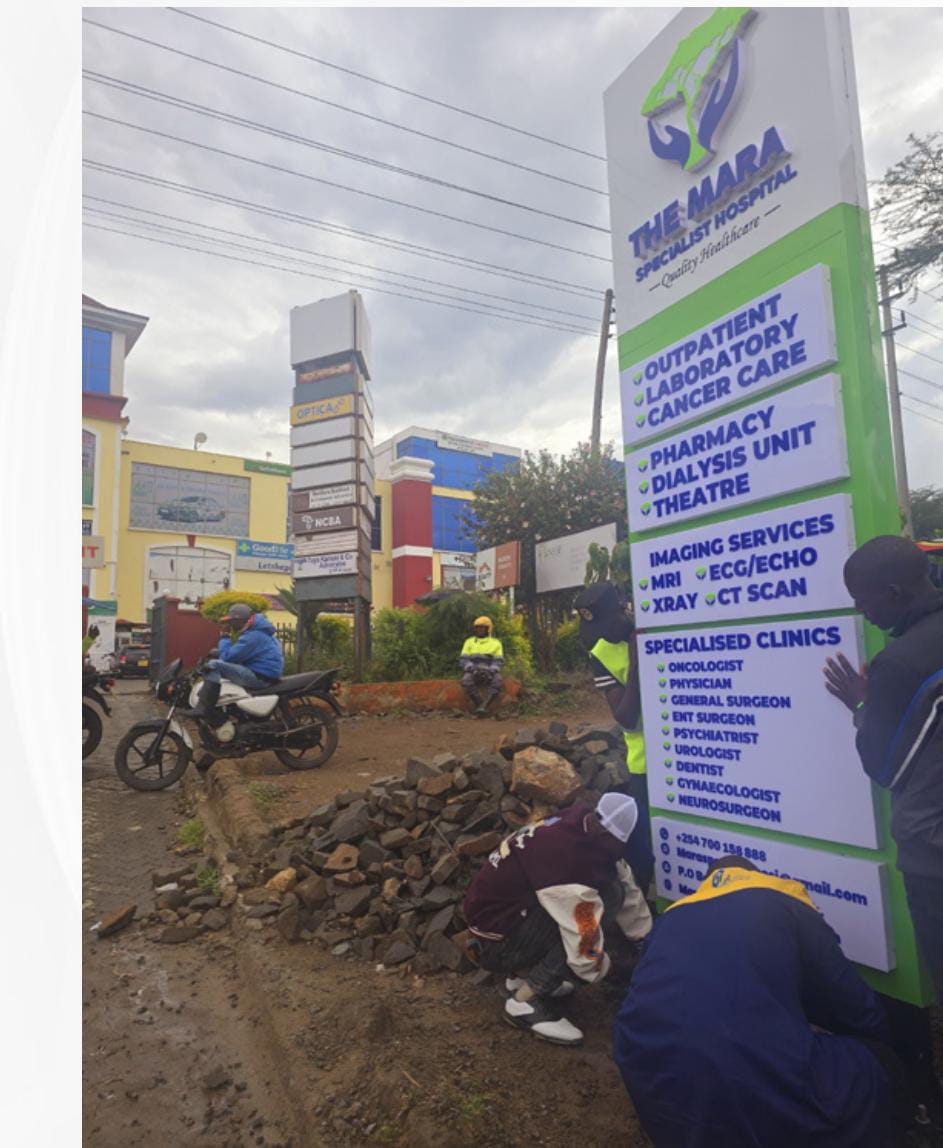 THE MARA
SPECIALIST HOSPITAL
Quality Healthcare
OUTPATIENT
LABORATORY
CANCER CARE
PHARMACY
DIALYSIS UNIT
THEATRE
IMAGING SERVICES
MRI ECG/ECHO
XRAY CT SCAN
SPECIALISED CLINICS
ONCOLOGIST
PHYSICIAN
GENERAL SURGEON
ENT SURGEON
PSYCHIATRIST
UROLOGIST
DENTIST
GYNAECOLOGIST
NEUROSURGEON
+254 700 158 888
P.O
OPTICA
NCBA
Advocates